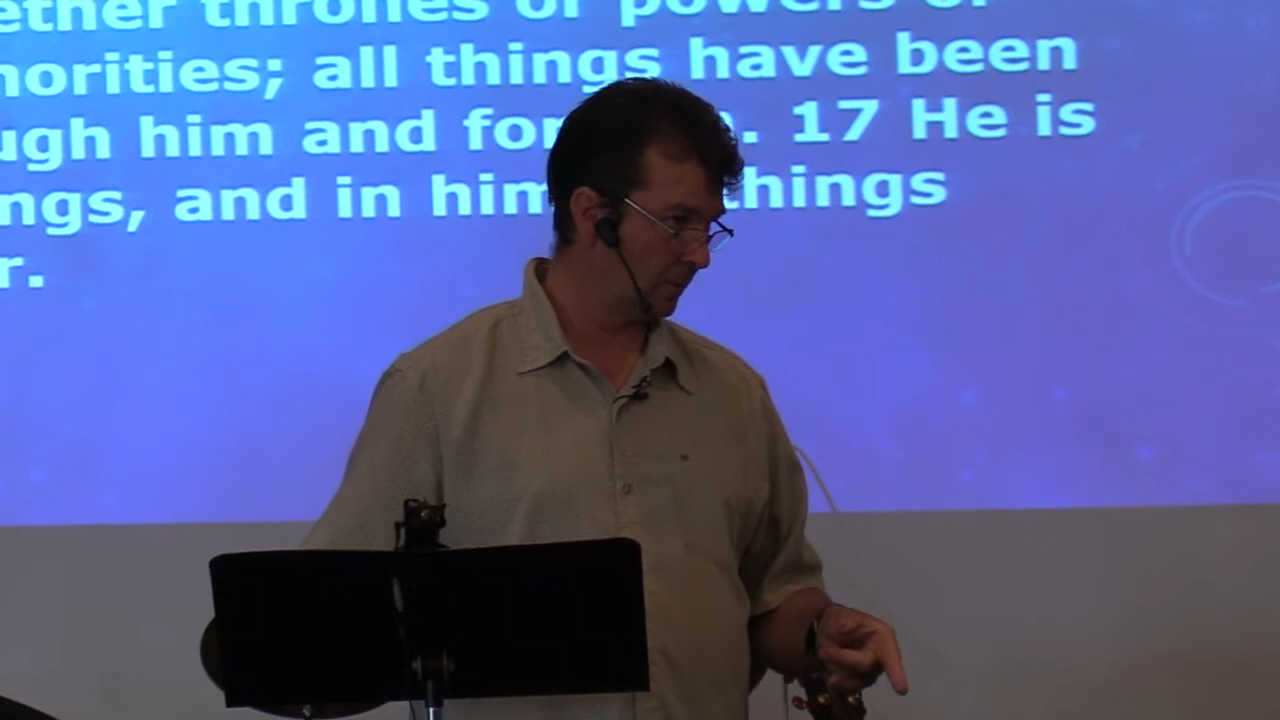 ether thrones or powers or
horities; all things have been
ugh him and for . 17 He is
ngs, and in him things
r.